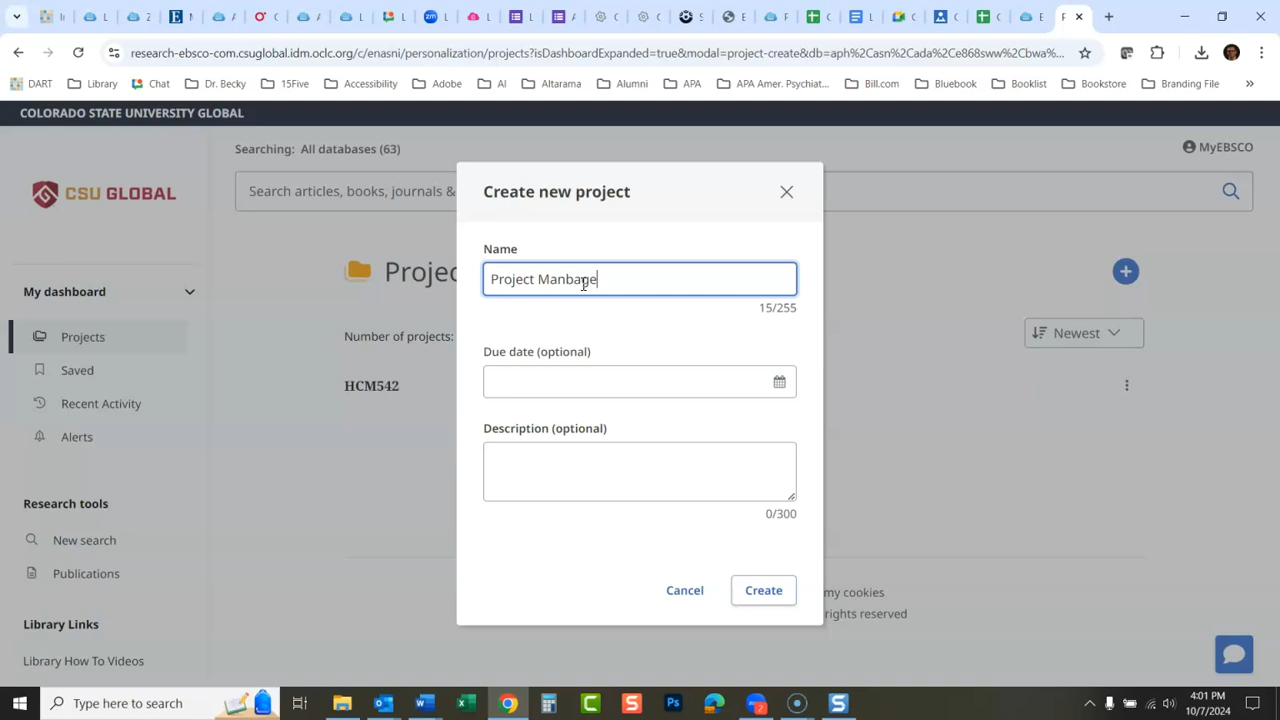 research-ebsco-com.csuglobal.idm.oclc.org/c/enasni/personalization/projects?isDashboardExpanded=true&modal=project-create&db=aph%2Casn%2Cada%2Ce868sww%2Cbwa%...
DART Library Chat Dr. Becky 15Five Accessibility Adobe AI Altarama Alumni APA APA Amer. Psychiat... Bill.com Bluebook Booklist Bookstore Branding File »
COLORADO STATE UNIVERSITY GLOBAL
Searching: All databases (63)
MyEBSCO
CSU GLOBAL
Search articles, books, journals &
Create new project
Name
Project Manbage
15/255
Due date (optional)
Description (optional)
0/300
Cancel Create
Projec
My dashboard
Projects
Saved
Recent Activity
Alerts
Number of projects:
Newest
HCM542
Research tools
New search
Publications
Library Links
Library How To Videos
my cookies
rights reserved
Type here to search
4:01 PM
10/7/2024